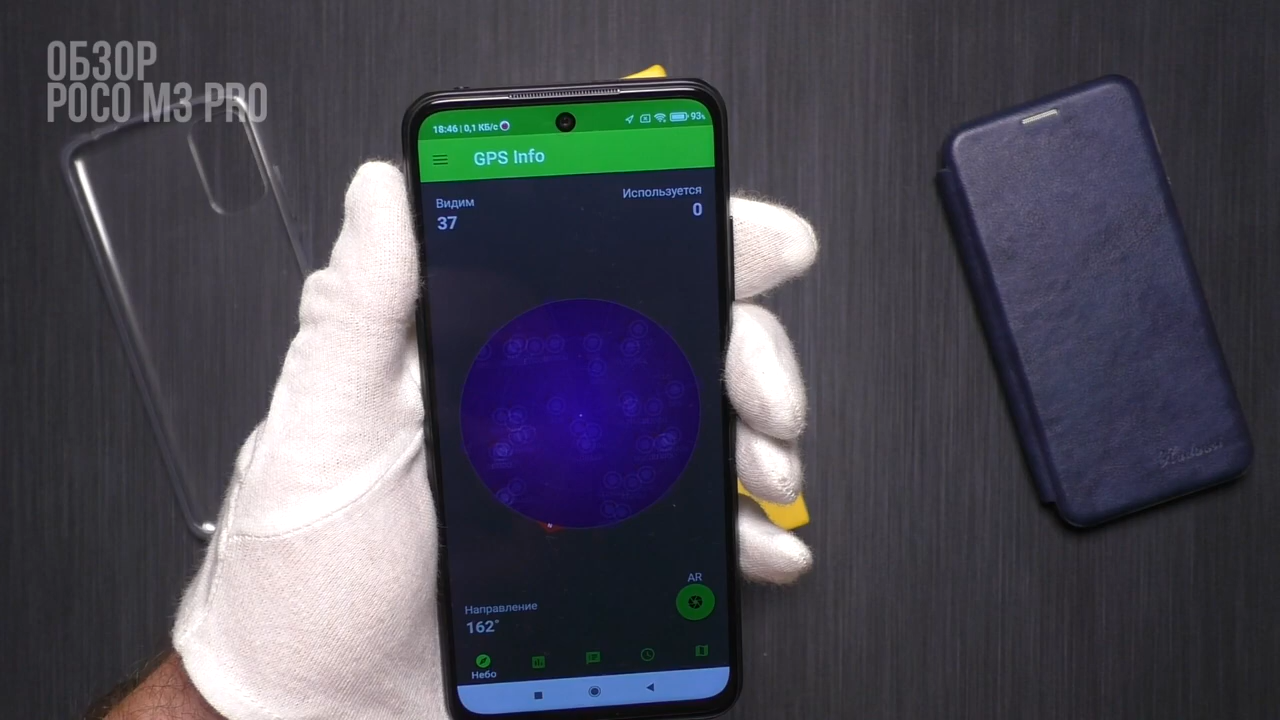 ОБЗОР
POCO M3 PRO
18:46 | 0,1 КБ/с
93%
GPS Info
Видим
37
Используется
0
N
AR
Направление
162°
Небо